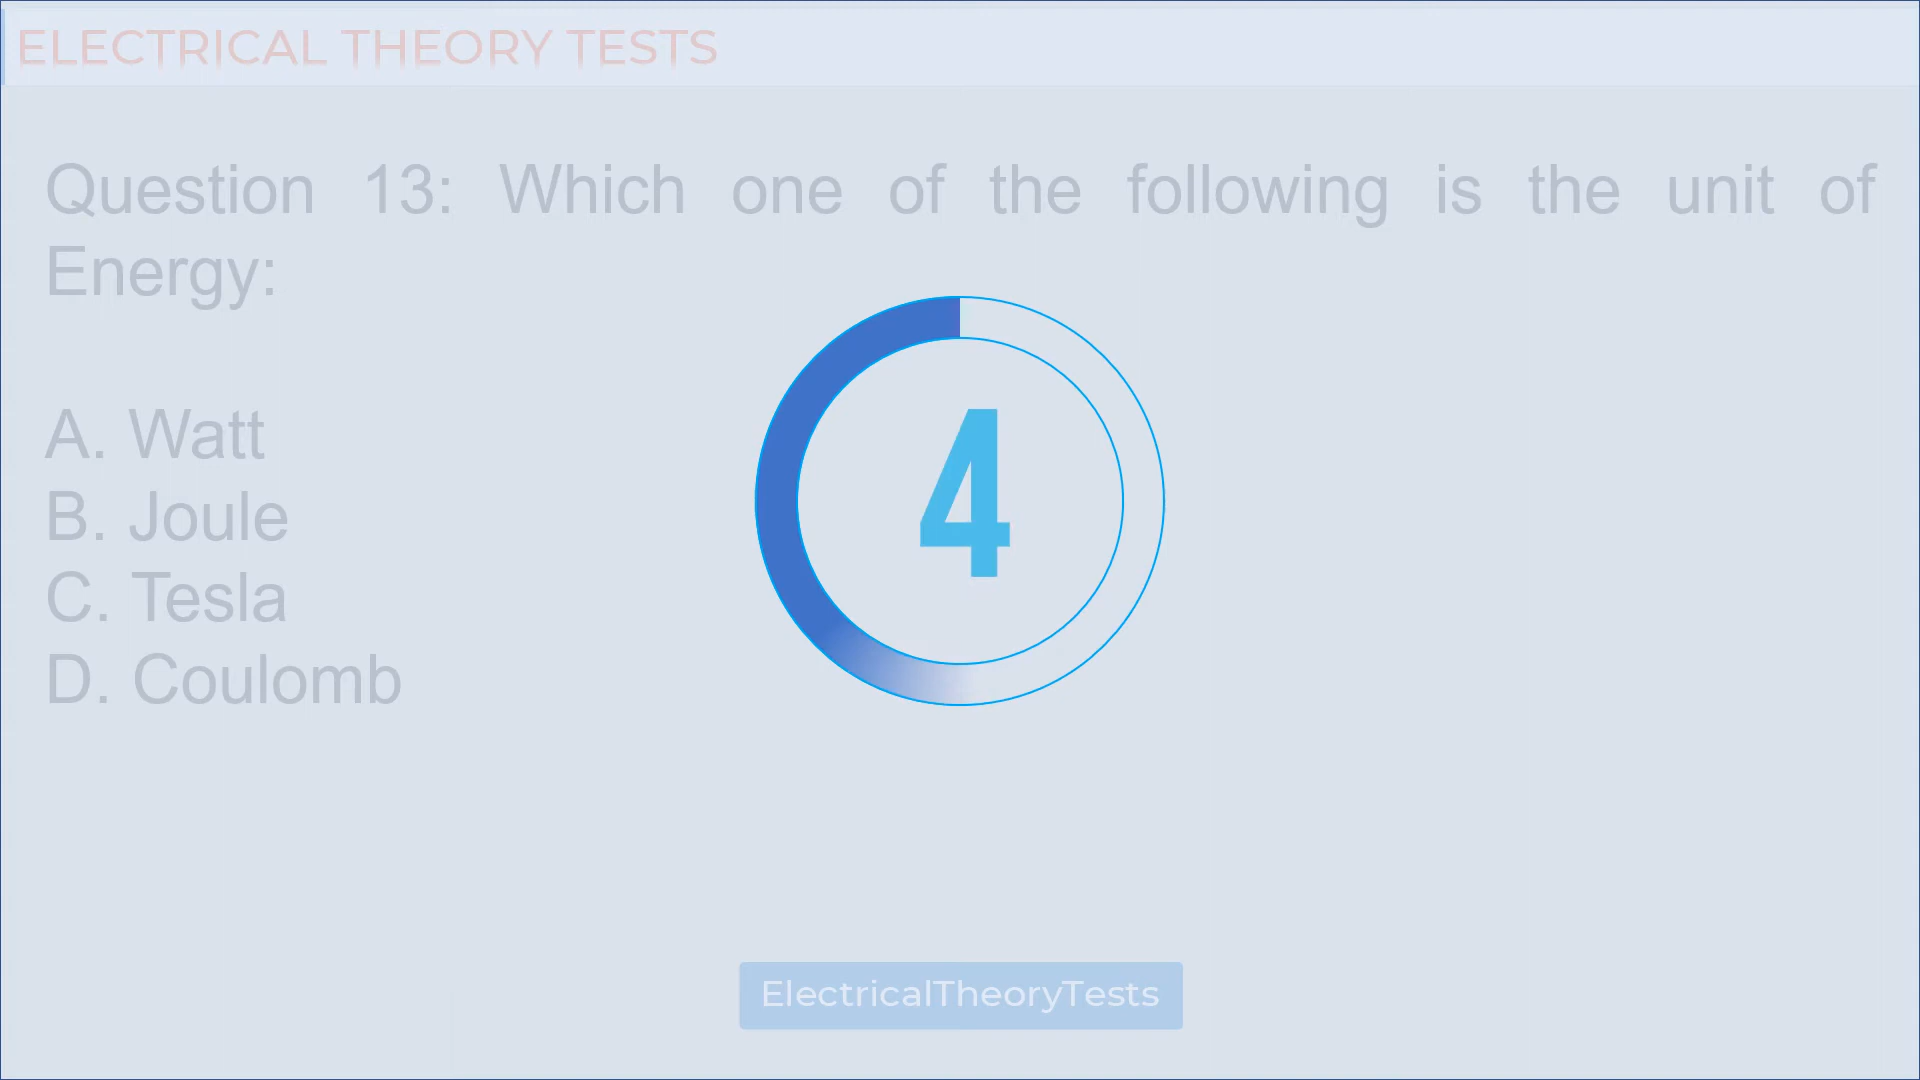 ELECTRICAL THEORY TESTS
Question 13: Which one of the following is the unit of
Energy:
A. Watt
B. Joule
C. Tesla
D. Coulomb
4
ElectricalTheoryTests